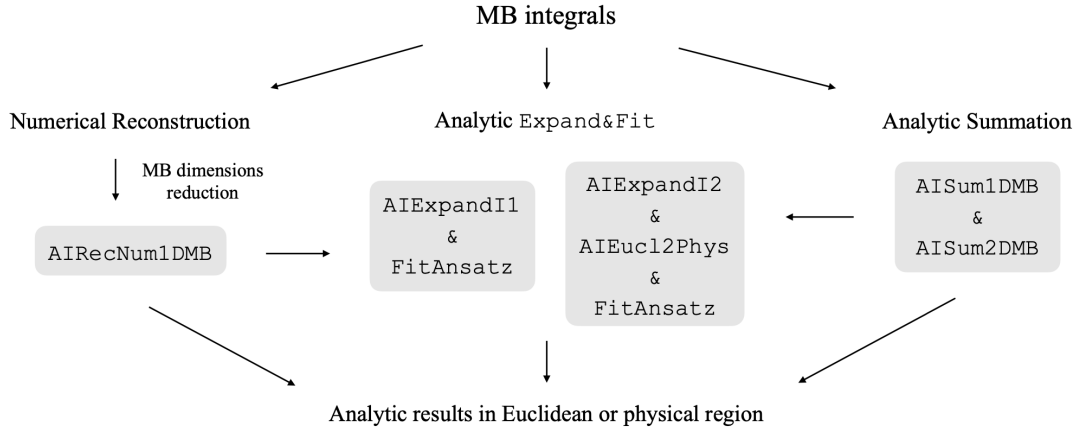 MB integrals
Numerical Reconstruction
Analytic Expand&Fit
Analytic Summation
MB dimensions
reduction
AIRecNum1DMB
AIExpandI1
&
FitAnsatz
AIExpandI2
&
AIEucl2Phys
&
FitAnsatz
AISum1DMB
&
AISum2DMB
Analytic results in Euclidean or physical region